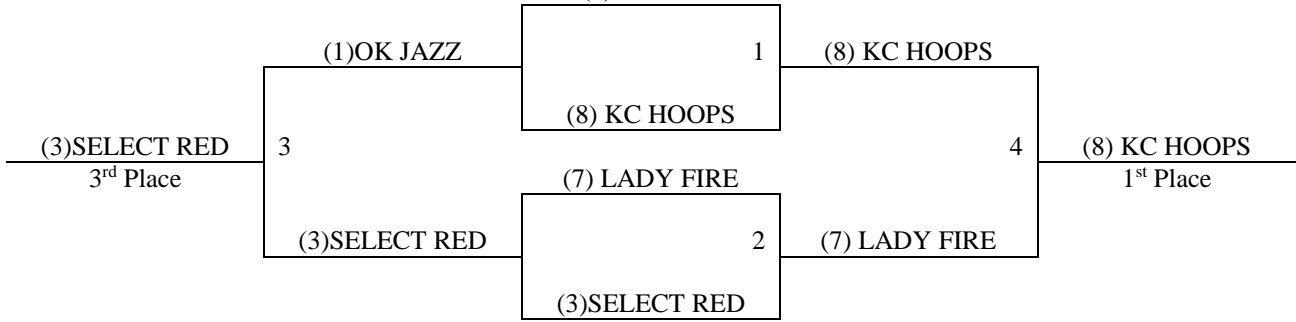 (1)OK JAZZ
1
(8) KC HOOPS
(8) KC HOOPS
(3)SELECT RED
3
4
(8) KC HOOPS
3rd Place
(7) LADY FIRE
1st Place
(3)SELECT RED
2
(7) LADY FIRE
(3)SELECT RED